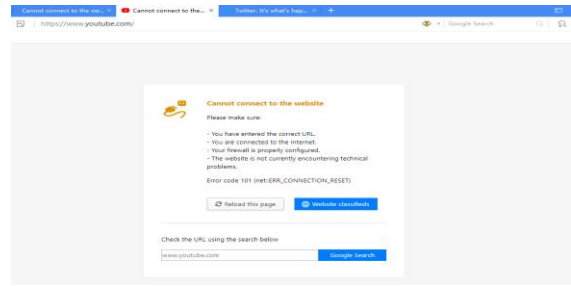 Cannot connect to the we...
Cannot connect to the...
Twitter. It's what's hap...
https://www.youtube.com/
Google Search
Cannot connect to the website
Please make sure:
- You have entered the correct URL.
- You are connected to the Internet.
- Your firewall is properly configured.
- The website is not currently encountering technical
problems.
Error code 101 (net:ERR_CONNECTION_RESET)
Reload this page
Website classifieds
Check the URL using the search below
www.youtube.com
Google Search